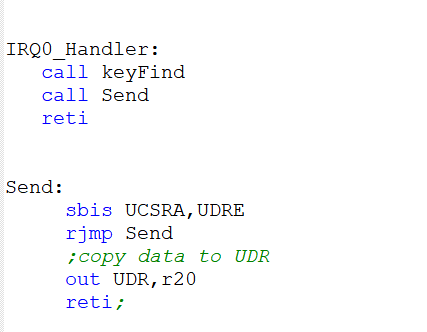 IRQ0_Handler:
call keyFind
call Send
reti
Send:
sbis UCSRA,UDRE
rjmp Send
;copy data to UDR
out UDR,r20
reti;